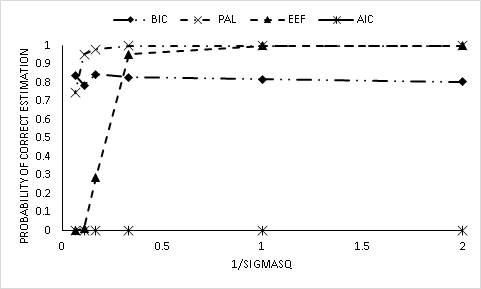 BIC PAL EEF AIC
PROBABILITY OF CORRECT ESTIMATION
1
0.9
0.8
0.7
0.6
0.5
0.4
0.3
0.2
0.1
0
0 0.5 1 1.5 2
1/SIGMASQ